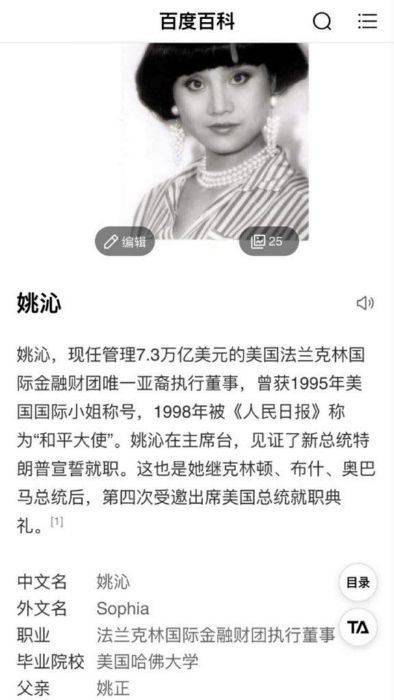 百度百科
编辑
25
姚沁
姚沁，现任管理7.3万亿美元的美国法兰克林国
际金融财团唯一亚裔执行董事，曾获1995年美
国国际小姐称号，1998年被《人民日报》称
为“和平大使”。姚沁在主席台，见证了新总统特
朗普宣誓就职。这也是她继克林顿、布什、奥巴
马总统后，第四次受邀出席美国总统就职典
礼。[1]
中文名 姚沁
外文名 Sophia
职业 法兰克林国际金融财团执行董事
毕业院校 美国哈佛大学
父亲 姚正
目录
TA